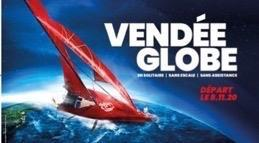 VENDÉE
GLOBE
EN SOLITAIRE | SANS ESCALE | SANS ASSISTANCE
DÉPART
LE 8.11.20